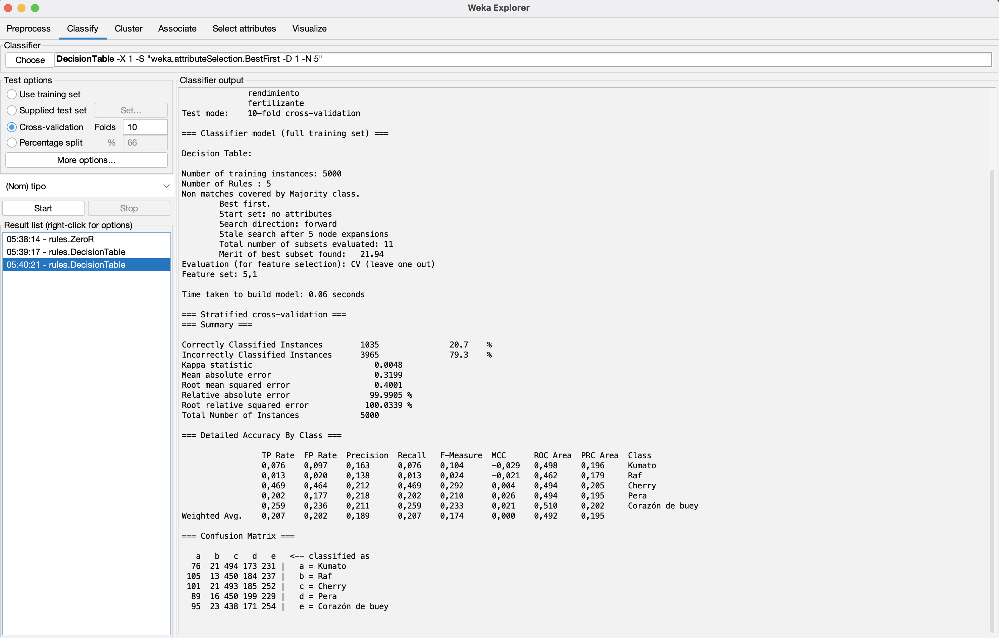 Weka Explorer
Preprocess Classify Cluster Associate Select attributes Visualize
Classifier
Choose DecisionTable -X 1 -S "weka.attributeSelection.BestFirst -D 1 -N 5"
Test options
Use training set
Supplied test set Set...
Cross-validation Folds 10
Percentage split % 66
More options...
(Nom) tipo
Start Stop
Result list (right-click for options)
05:38:14 - rules.ZeroR
05:39:17 - rules.DecisionTable
05:40:21 - rules.DecisionTable
Classifier output
rendimiento
fertilizante
Test mode: 10-fold cross-validation
=== Classifier model (full training set) ===
Decision Table:
Number of training instances: 5000
Number of Rules : 5
Non matches covered by Majority class.
Best first.
Start set: no attributes
Search direction: forward
Stale search after 5 node expansions
Total number of subsets evaluated: 11
Merit of best subset found: 21.94
Evaluation (for feature selection): CV (leave one out)
Feature set: 5,1
Time taken to build model: 0.06 seconds
=== Stratified cross-validation ===
=== Summary ===
Correctly Classified Instances 1035 20.7 %
Incorrectly Classified Instances 3965 79.3 %
Kappa statistic 0.0048
Mean absolute error 0.3199
Root mean squared error 0.4001
Relative absolute error 99.9905 %
Root relative squared error 100.0339 %
Total Number of Instances 5000
=== Detailed Accuracy By Class ===
TP Rate FP Rate Precision Recall F-Measure MCC ROC Area PRC Area Class
0,076 0,097 0,163 0,076 0,104 -0,029 0,498 0,196 Kumato
0,013 0,020 0,138 0,013 0,024 -0,021 0,462 0,179 Raf
0,469 0,464 0,212 0,469 0,292 0,004 0,494 0,205 Cherry
0,202 0,177 0,218 0,202 0,210 0,026 0,494 0,195 Pera
0,259 0,236 0,211 0,259 0,233 0,021 0,510 0,202 Corazón de buey
Weighted Avg. 0,207 0,202 0,189 0,207 0,174 0,000 0,492 0,195
=== Confusion Matrix ===
a b c d e <-- classified as
76 21 494 173 231 | a = Kumato
105 13 450 184 237 | b = Raf
101 21 493 185 252 | c = Cherry
89 16 450 199 229 | d = Pera
95 23 438 171 254 | e = Corazón de buey